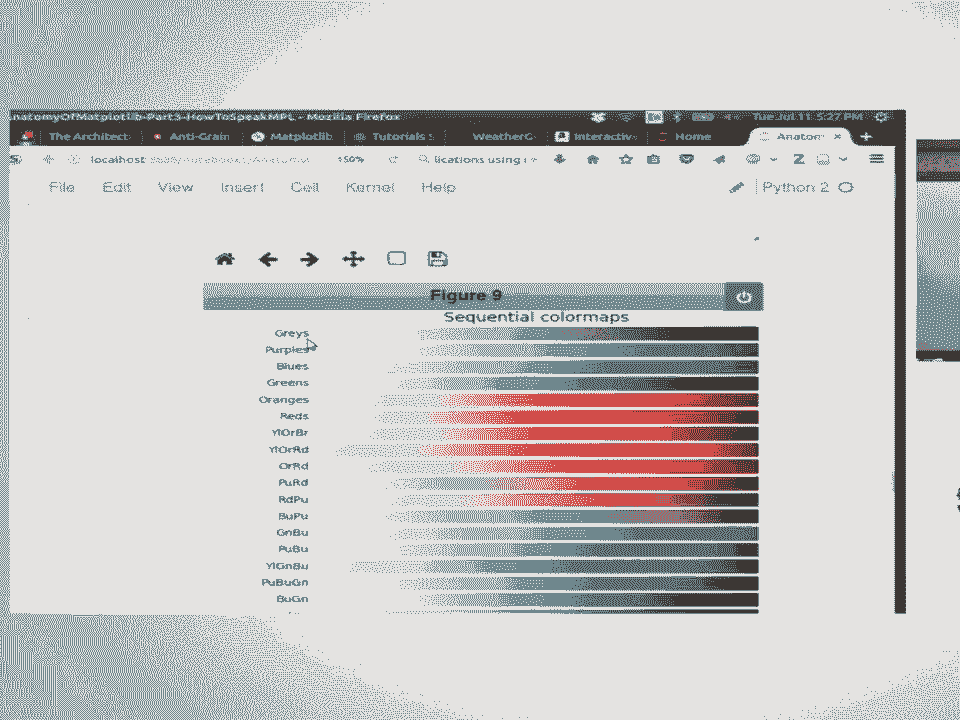 natomyOfMatplotlib-Part3-HowToSpeakMPL - Mozilla Firefox Tue Jul 11 5:27 PM
The Architect Anti-Grain Matplotlib Tutorials WeatherG Interactiv Home Anaton
localhost 150% lications using
File Edit View Insert Cell Kernel Help Python 2
Figure 9
Sequential colormaps
Greys
Purples
Blues
Greens
Oranges
Reds
YlOrBr
YlOrRd
OrRd
PuRd
RdPu
BuPu
GnBu
PuBu
YlGnBu
PuBuGn
BuGn